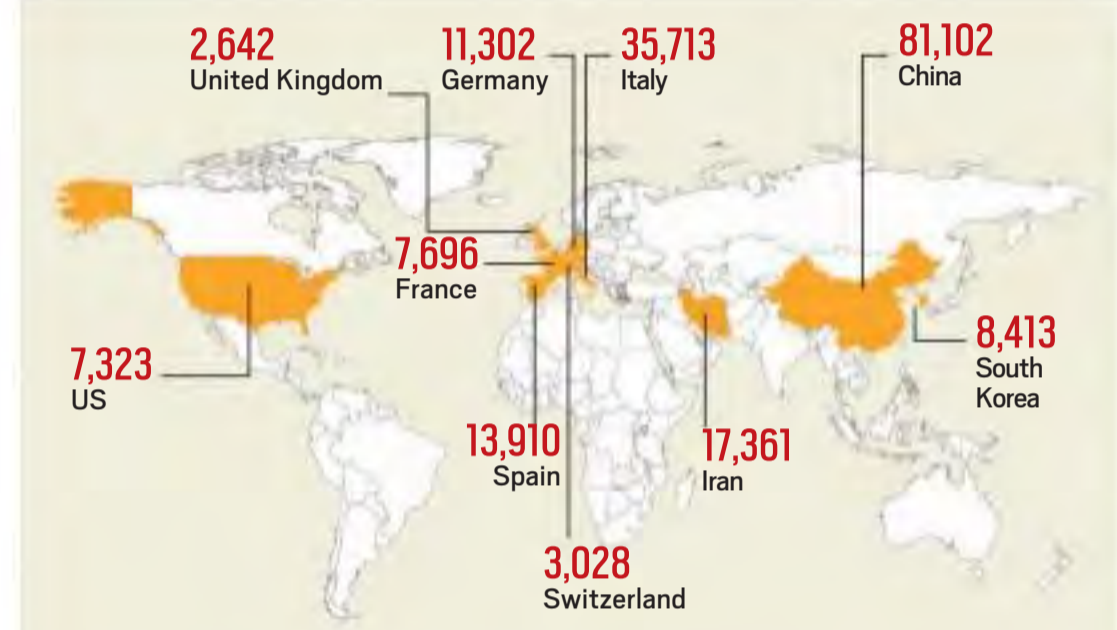 2,642
United Kingdom
11,302
Germany
35,713
Italy
81,102
China
7,696
France
7,323
US
8,413
South
Korea
13,910
Spain
17,361
Iran
3,028
Switzerland